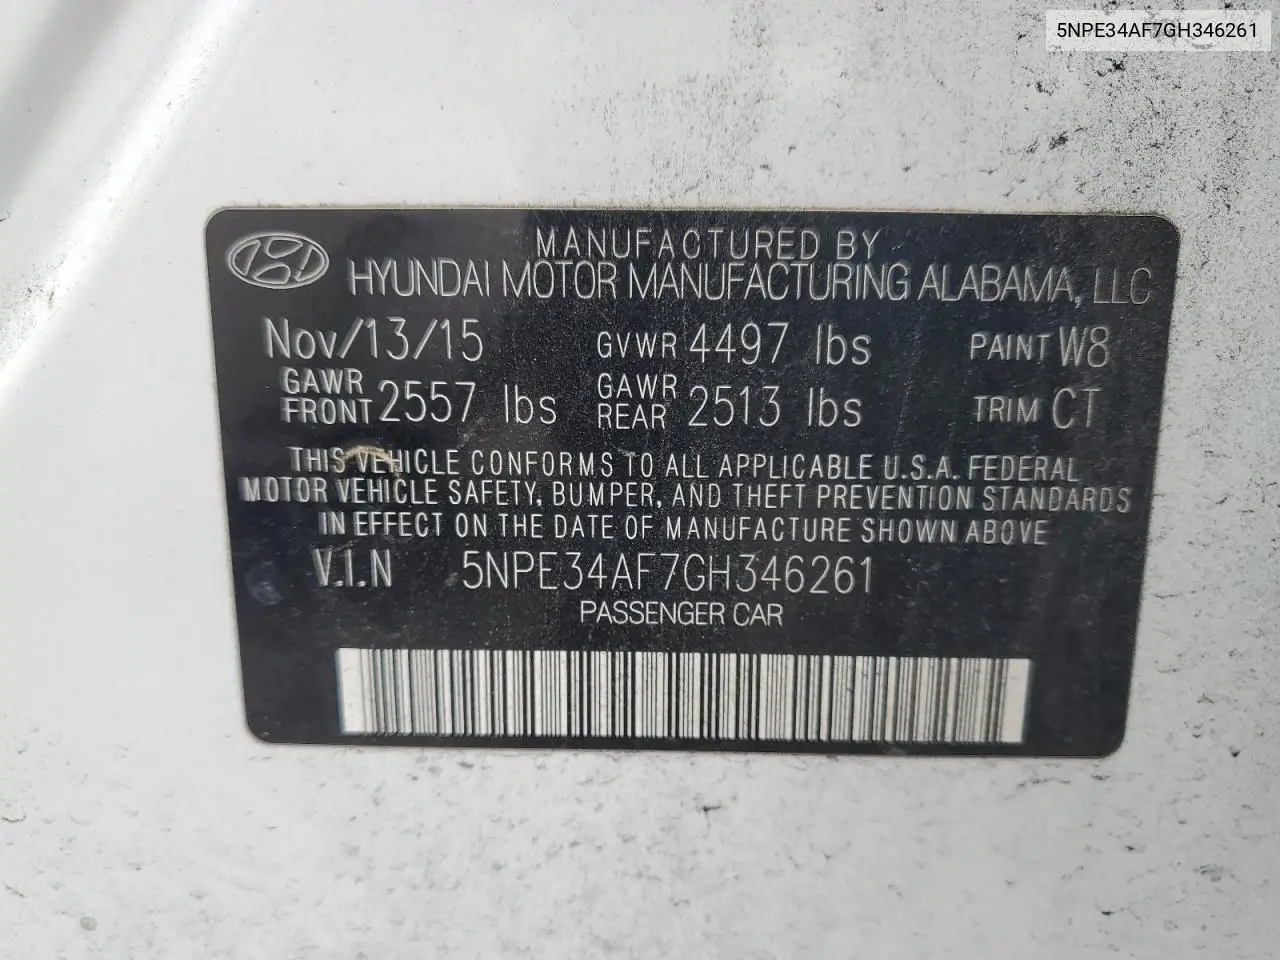 5NPE34AF7GH346261
MANUFACTURED BY
HYUNDAI MOTOR MANUFACTURING ALABAMA, LLC
Nov/13/15 GVWR 4497 lbs PAINT W8
GAWR FRONT 2557 lbs GAWR REAR 2513 lbs TRIM CT
THIS VEHICLE CONFORMS TO ALL APPLICABLE U.S.A. FEDERAL
MOTOR VEHICLE SAFETY, BUMPER, AND THEFT PREVENTION STANDARDS
IN EFFECT ON THE DATE OF MANUFACTURE SHOWN ABOVE
V.I.N 5NPE34AF7GH346261
PASSENGER CAR